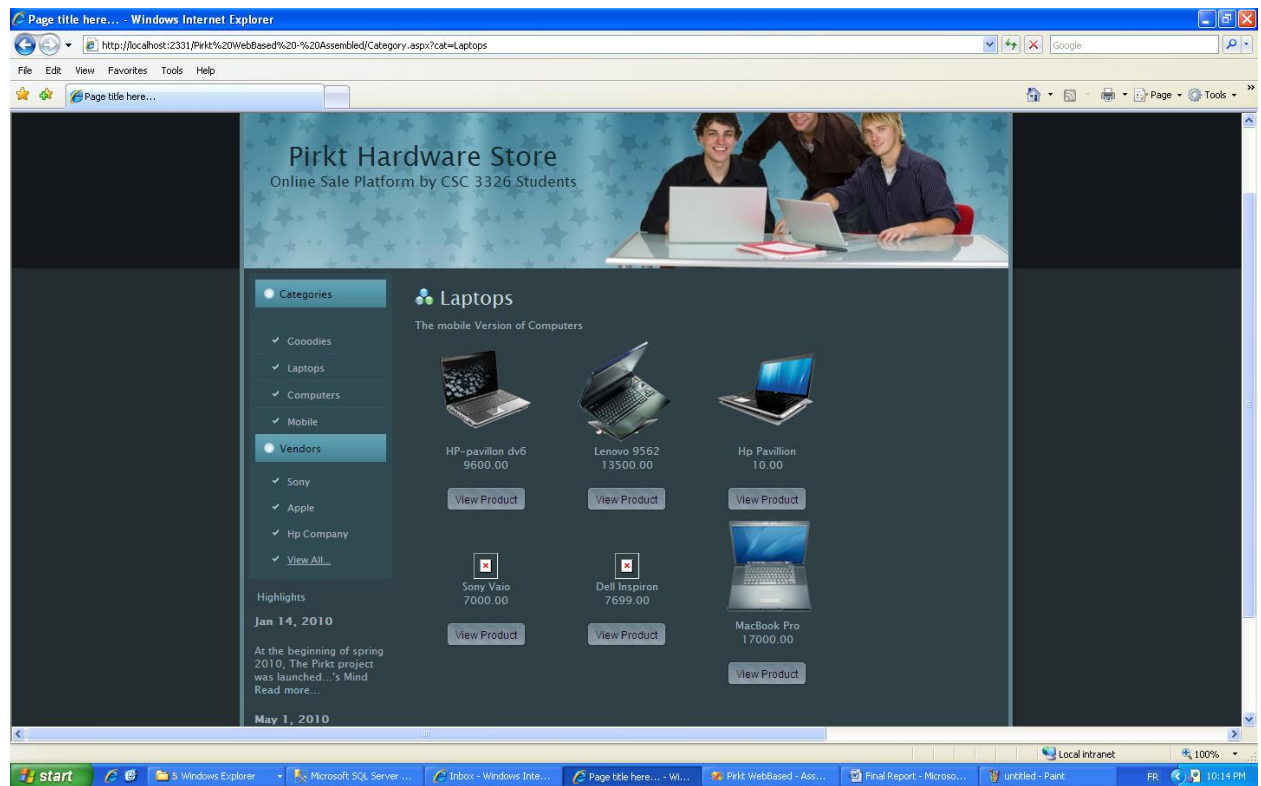 Page title here... - Windows Internet Explorer
http://localhost:2331/Pirkt%20WebBased%20-%20Assembled/Category.aspx?cat=Laptops
Google
File Edit View Favorites Tools Help
Page title here...
Page Tools
Pirkt Hardware Store
Online Sale Platform by CSC 3326 Students
Categories
Gooodies
Laptops
Computers
Mobile
Vendors
Sony
Apple
Hp Company
View All...
Highlights
Jan 14, 2010
At the beginning of spring
2010, The Pirkt project
was launched...'s Mind
Read more...
May 1, 2010
Laptops
The mobile Version of Computers
HP-pavillon dv6
9600.00
View Product
Lenovo 9562
13500.00
View Product
Hp Pavillion
10.00
View Product
Sony Vaio
7000.00
View Product
Dell Inspiron
7699.00
View Product
MacBook Pro
17000.00
View Product
Local intranet
100%
start
5 Windows Explorer
Microsoft SQL Server ...
Inbox - Windows Inte...
Page title here... - Wi...
Pirkt WebBased - Ass...
Final Report - Microso...
untitled - Paint
FR
10:14 PM